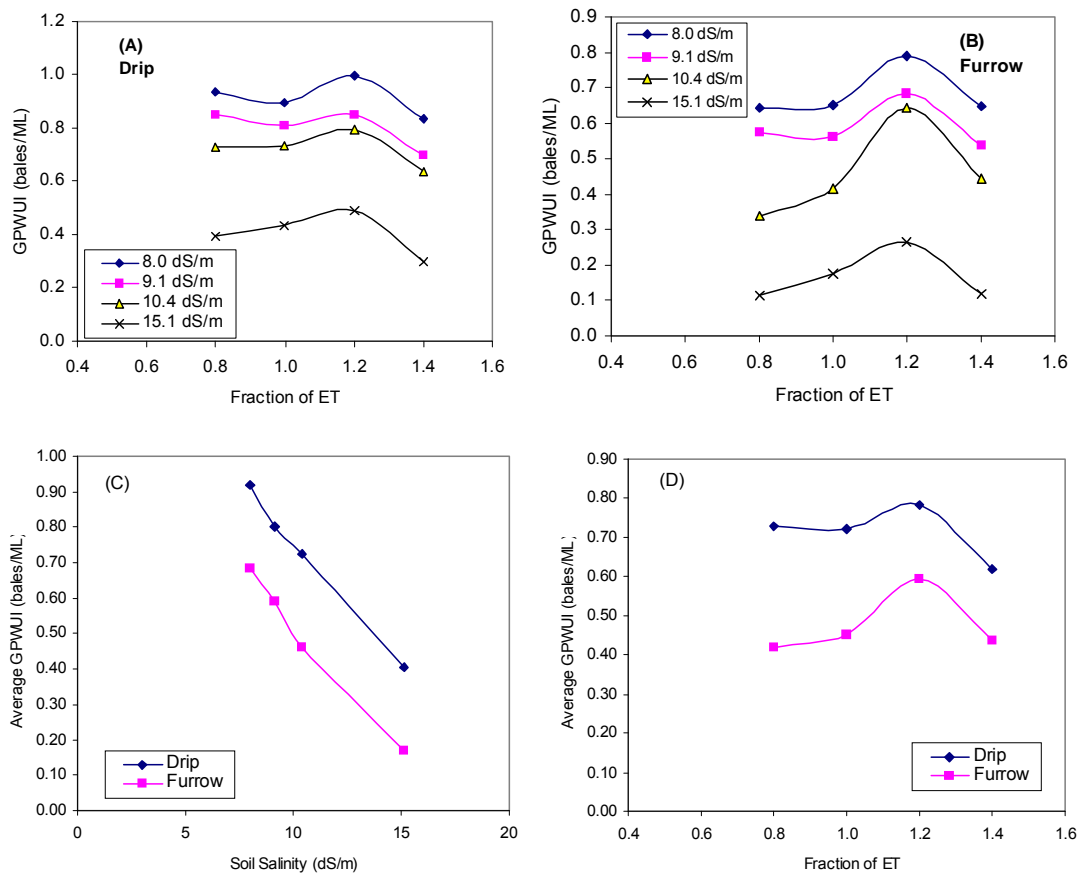 (A)
Drip
GPWUI (bales/ML)
1.2
1.0
0.8
0.6
0.4
0.2
0.0
8.0 dS/m
9.1 dS/m
10.4 dS/m
15.1 dS/m
0.4 0.6 0.8 1.0 1.2 1.4 1.6
Fraction of ET
(B)
Furrow
GPWUI (bales/ML)
0.9
0.8
0.7
0.6
0.5
0.4
0.3
0.2
0.1
0.0
8.0 dS/m
9.1 dS/m
10.4 dS/m
15.1 dS/m
0.4 0.6 0.8 1.0 1.2 1.4 1.6
Fraction of ET
(C)
Average GPWUI (bales/ML)
1.00
0.90
0.80
0.70
0.60
0.50
0.40
0.30
0.20
0.10
0.00
Drip
Furrow
0 5 10 15 20
Soil Salinity (dS/m)
(D)
Average GPWUI (bales/ML)
0.90
0.80
0.70
0.60
0.50
0.40
0.30
0.20
0.10
0.00
Drip
Furrow
0.4 0.6 0.8 1.0 1.2 1.4 1.6
Fraction of ET